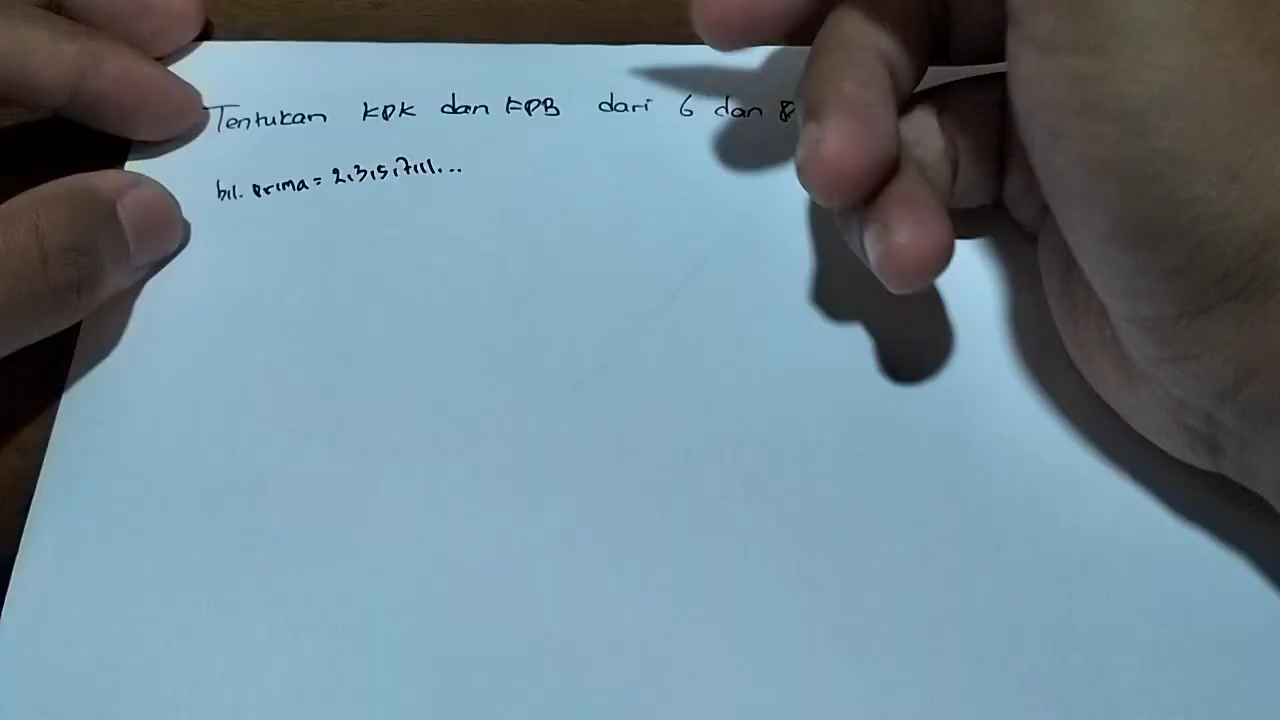 Tentukan KPK dan FPB dari 6 dan 8
bil. prima = 2,3,5,7,11,...